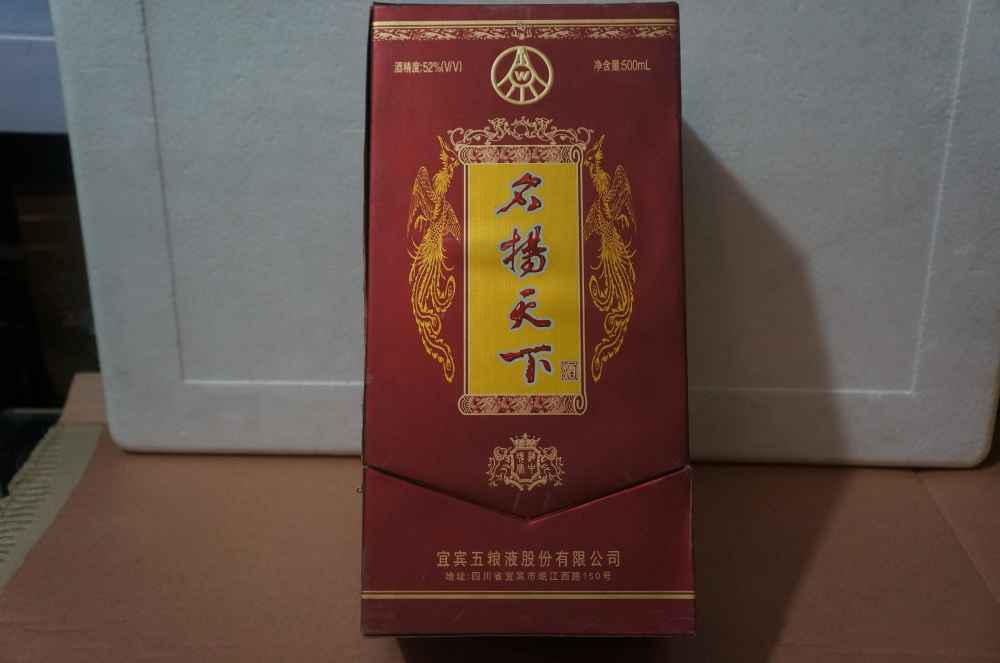 酒精度:52%(V/V)
W
净含量:500mL
名揚天下
酒
宜宾五粮液股份有限公司
地址:四川省宜宾市岷江西路150号